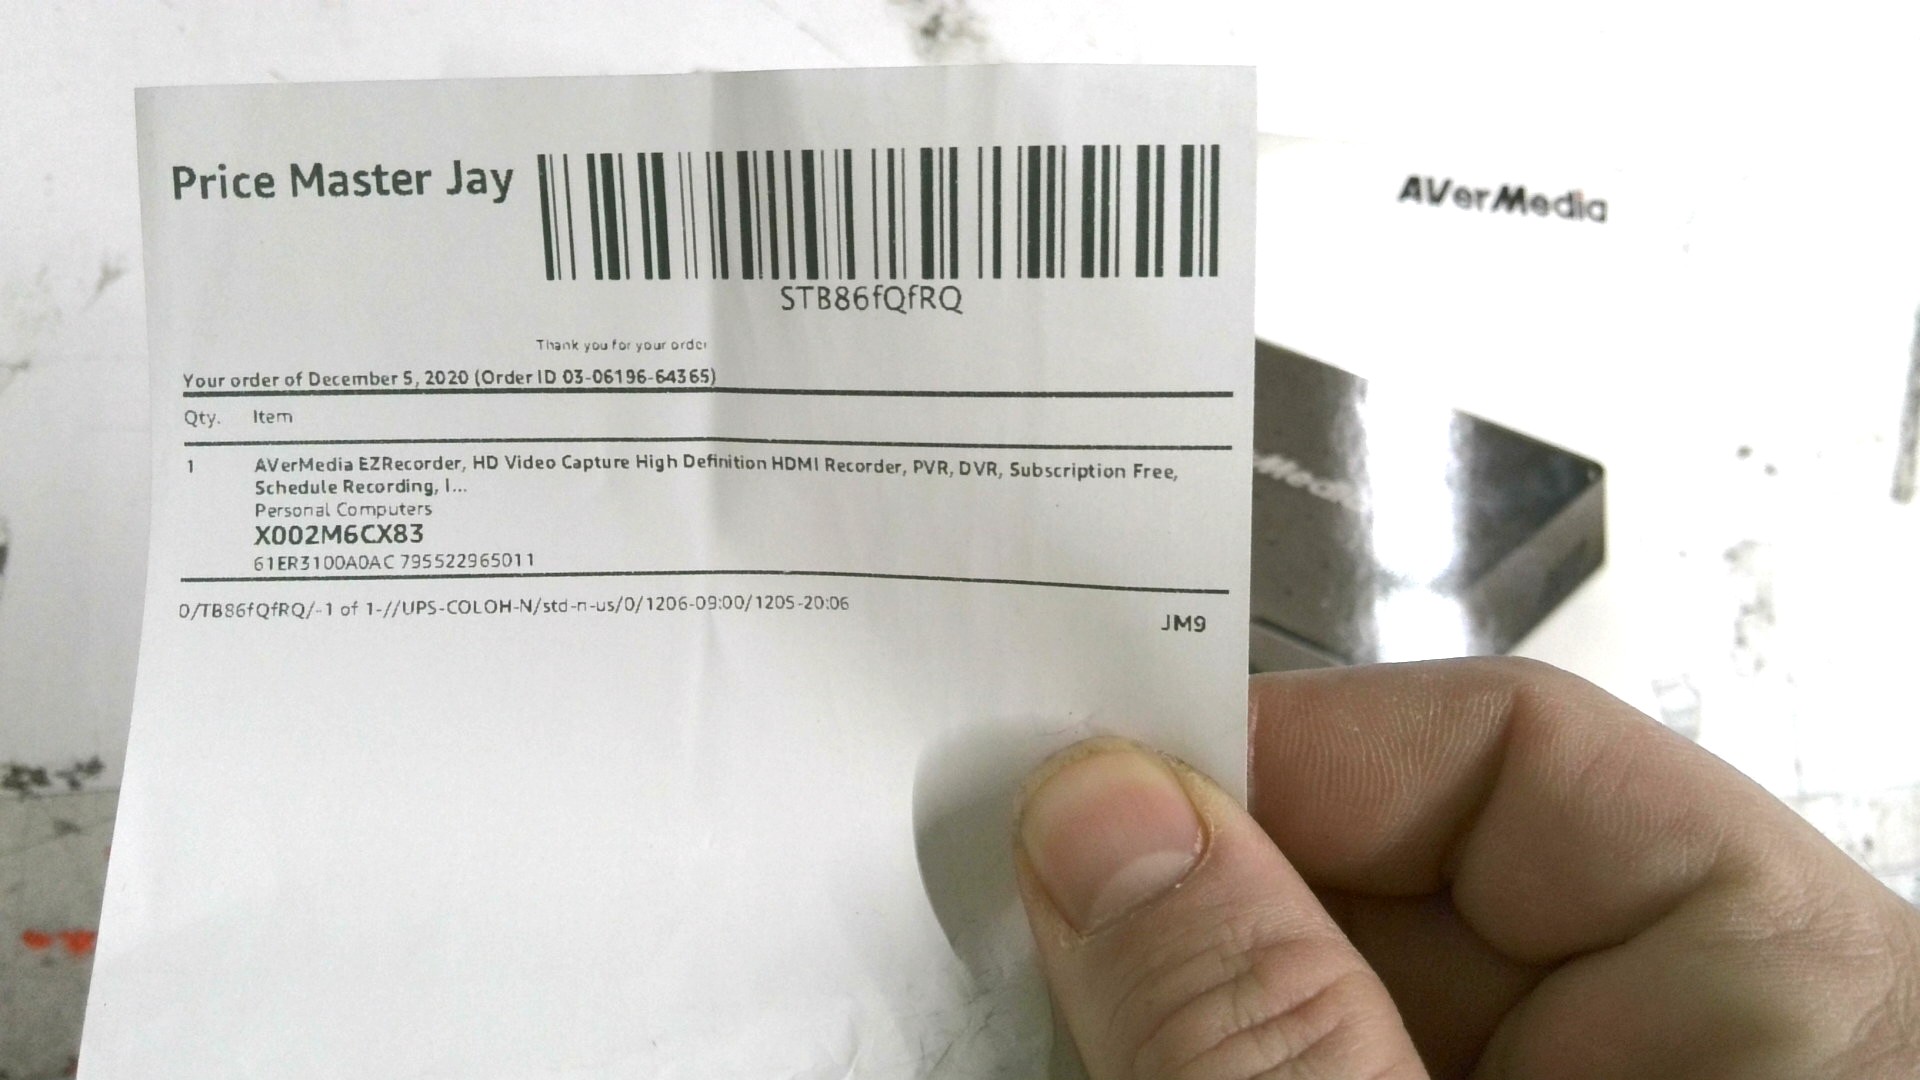 Price Master Jay
STB86fQfRQ
Thank you for your order
Your order of December 5, 2020 (Order ID 03-06196-64365)
Qty. Item
1 AVerMedia EZRecorder, HD Video Capture High Definition HDMI Recorder, PVR, DVR, Subscription Free,
Schedule Recording, I...
Personal Computers
X002M6CX83
61ER3100A0AC 795522965011
0/TB86fQfRQ/-1 of 1-//UPS-COLOH-N/std-n-us/0/1206-09:00/1205-20:06
JM9
AVerMedia
Media